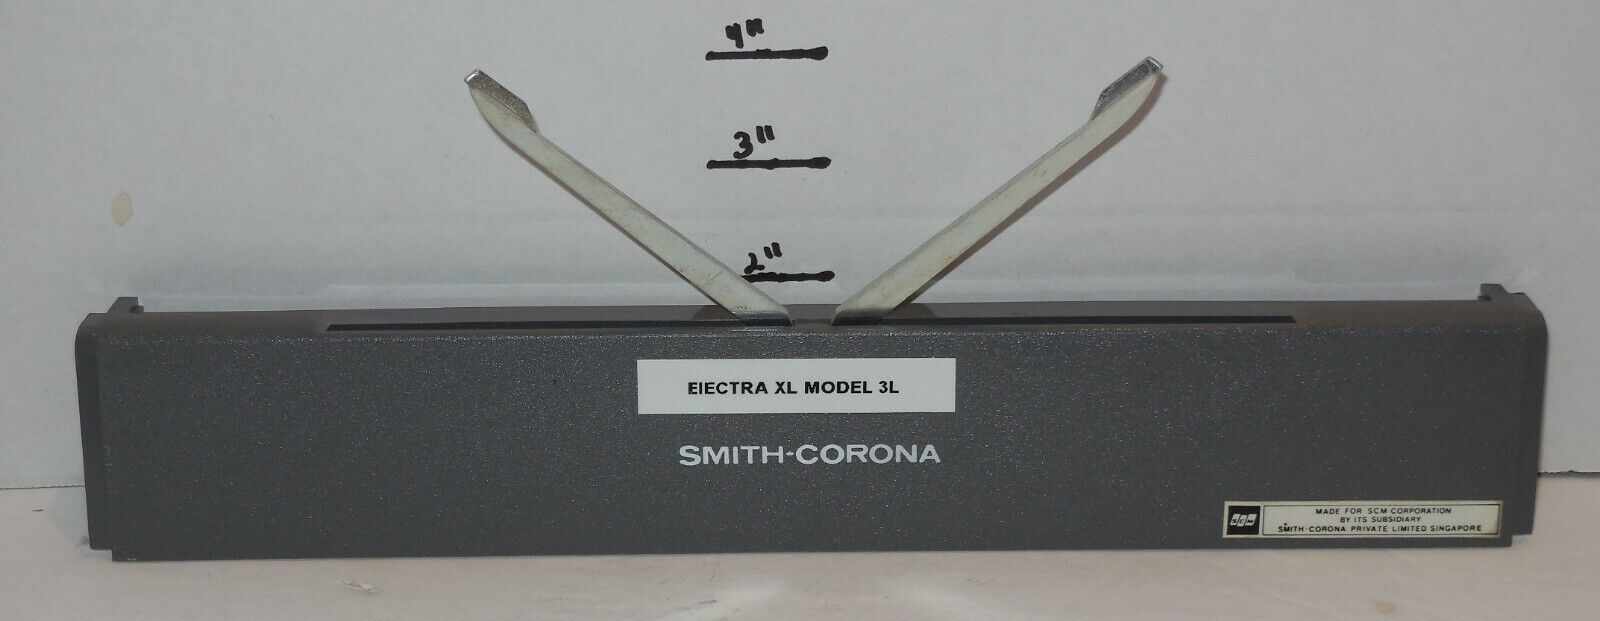 4"
3"
2"
ElECTRA XL MODEL 3L
SMITH-CORONA
SCM
MADE FOR SCM CORPORATION
BY ITS SUBSIDIARY
SMITH-CORONA PRIVATE LIMITED SINGAPORE